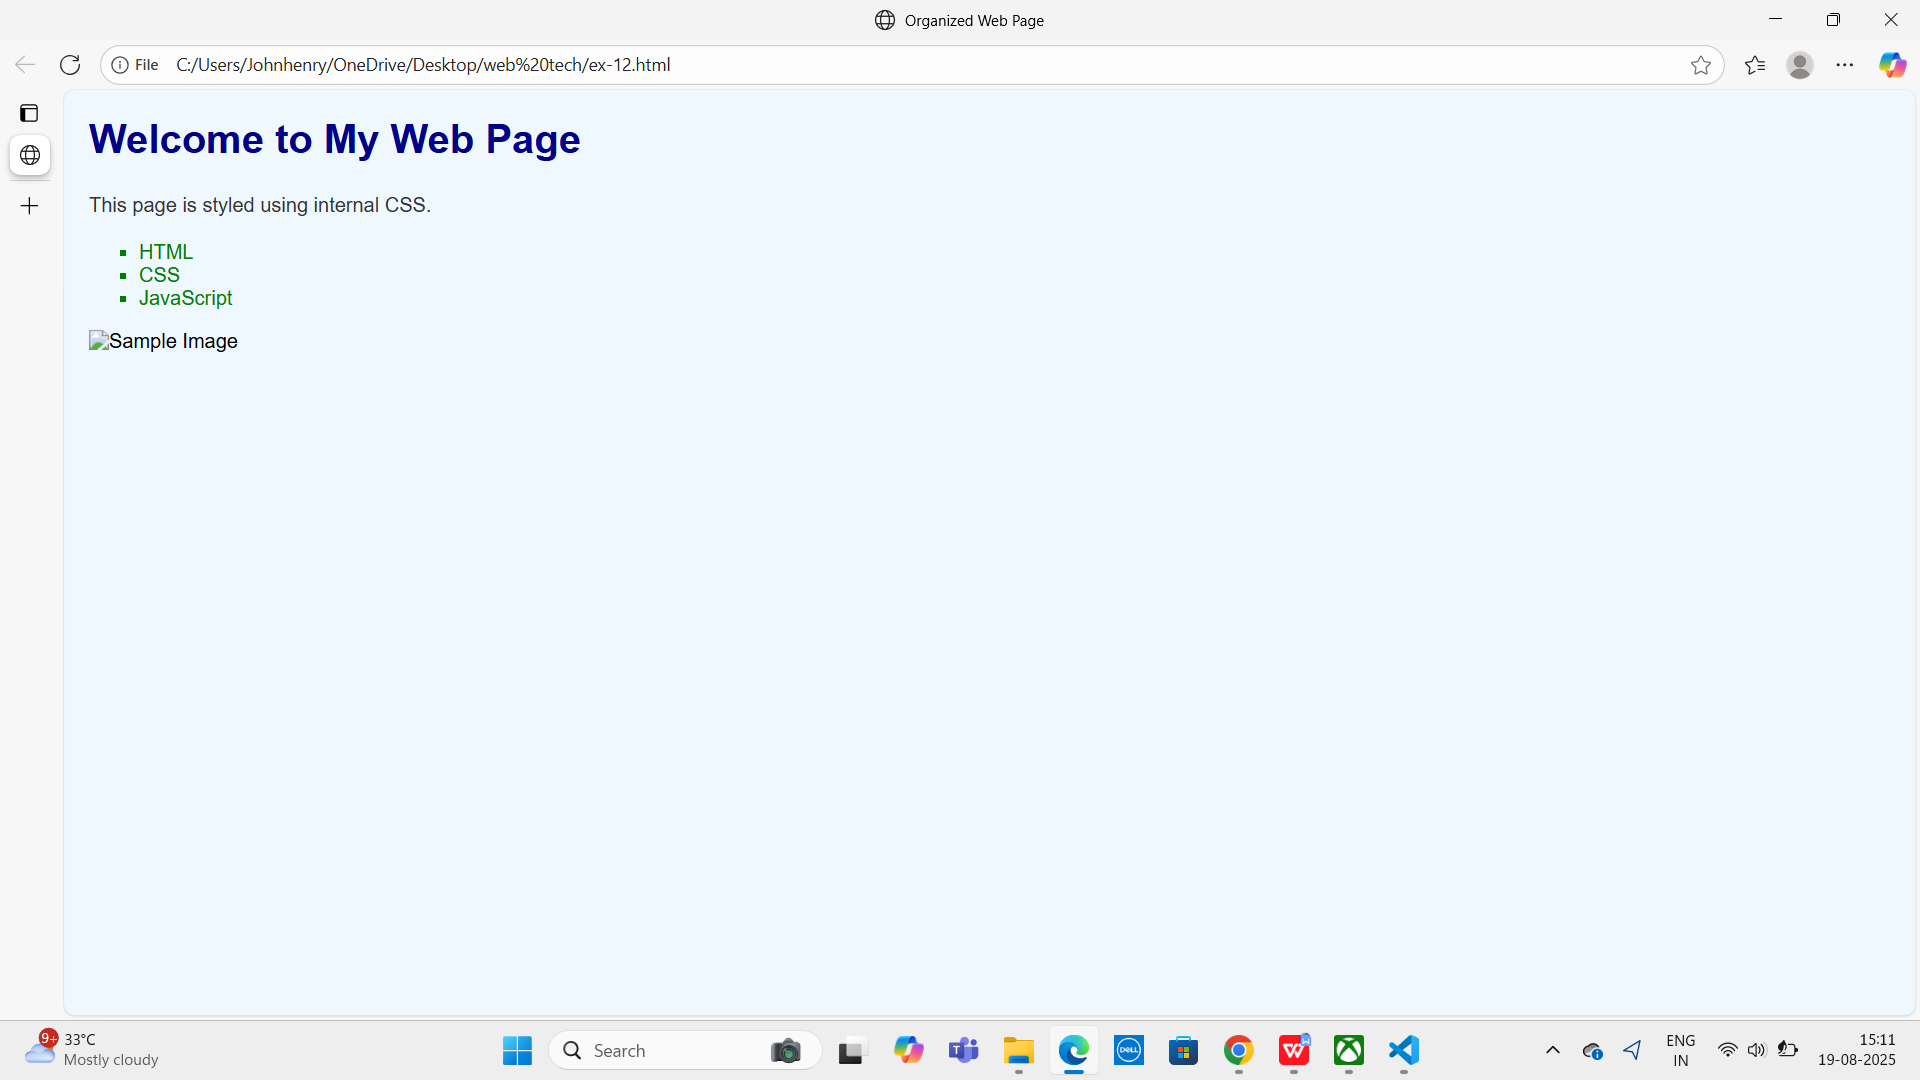 Organized Web Page
File C:/Users/Johnhenry/OneDrive/Desktop/web%20tech/ex-12.html
Welcome to My Web Page
This page is styled using internal CSS.
HTML
CSS
JavaScript
Sample Image
9+
33°C
Mostly cloudy
Search
DELL
ENG
IN
15:11
19-08-2025